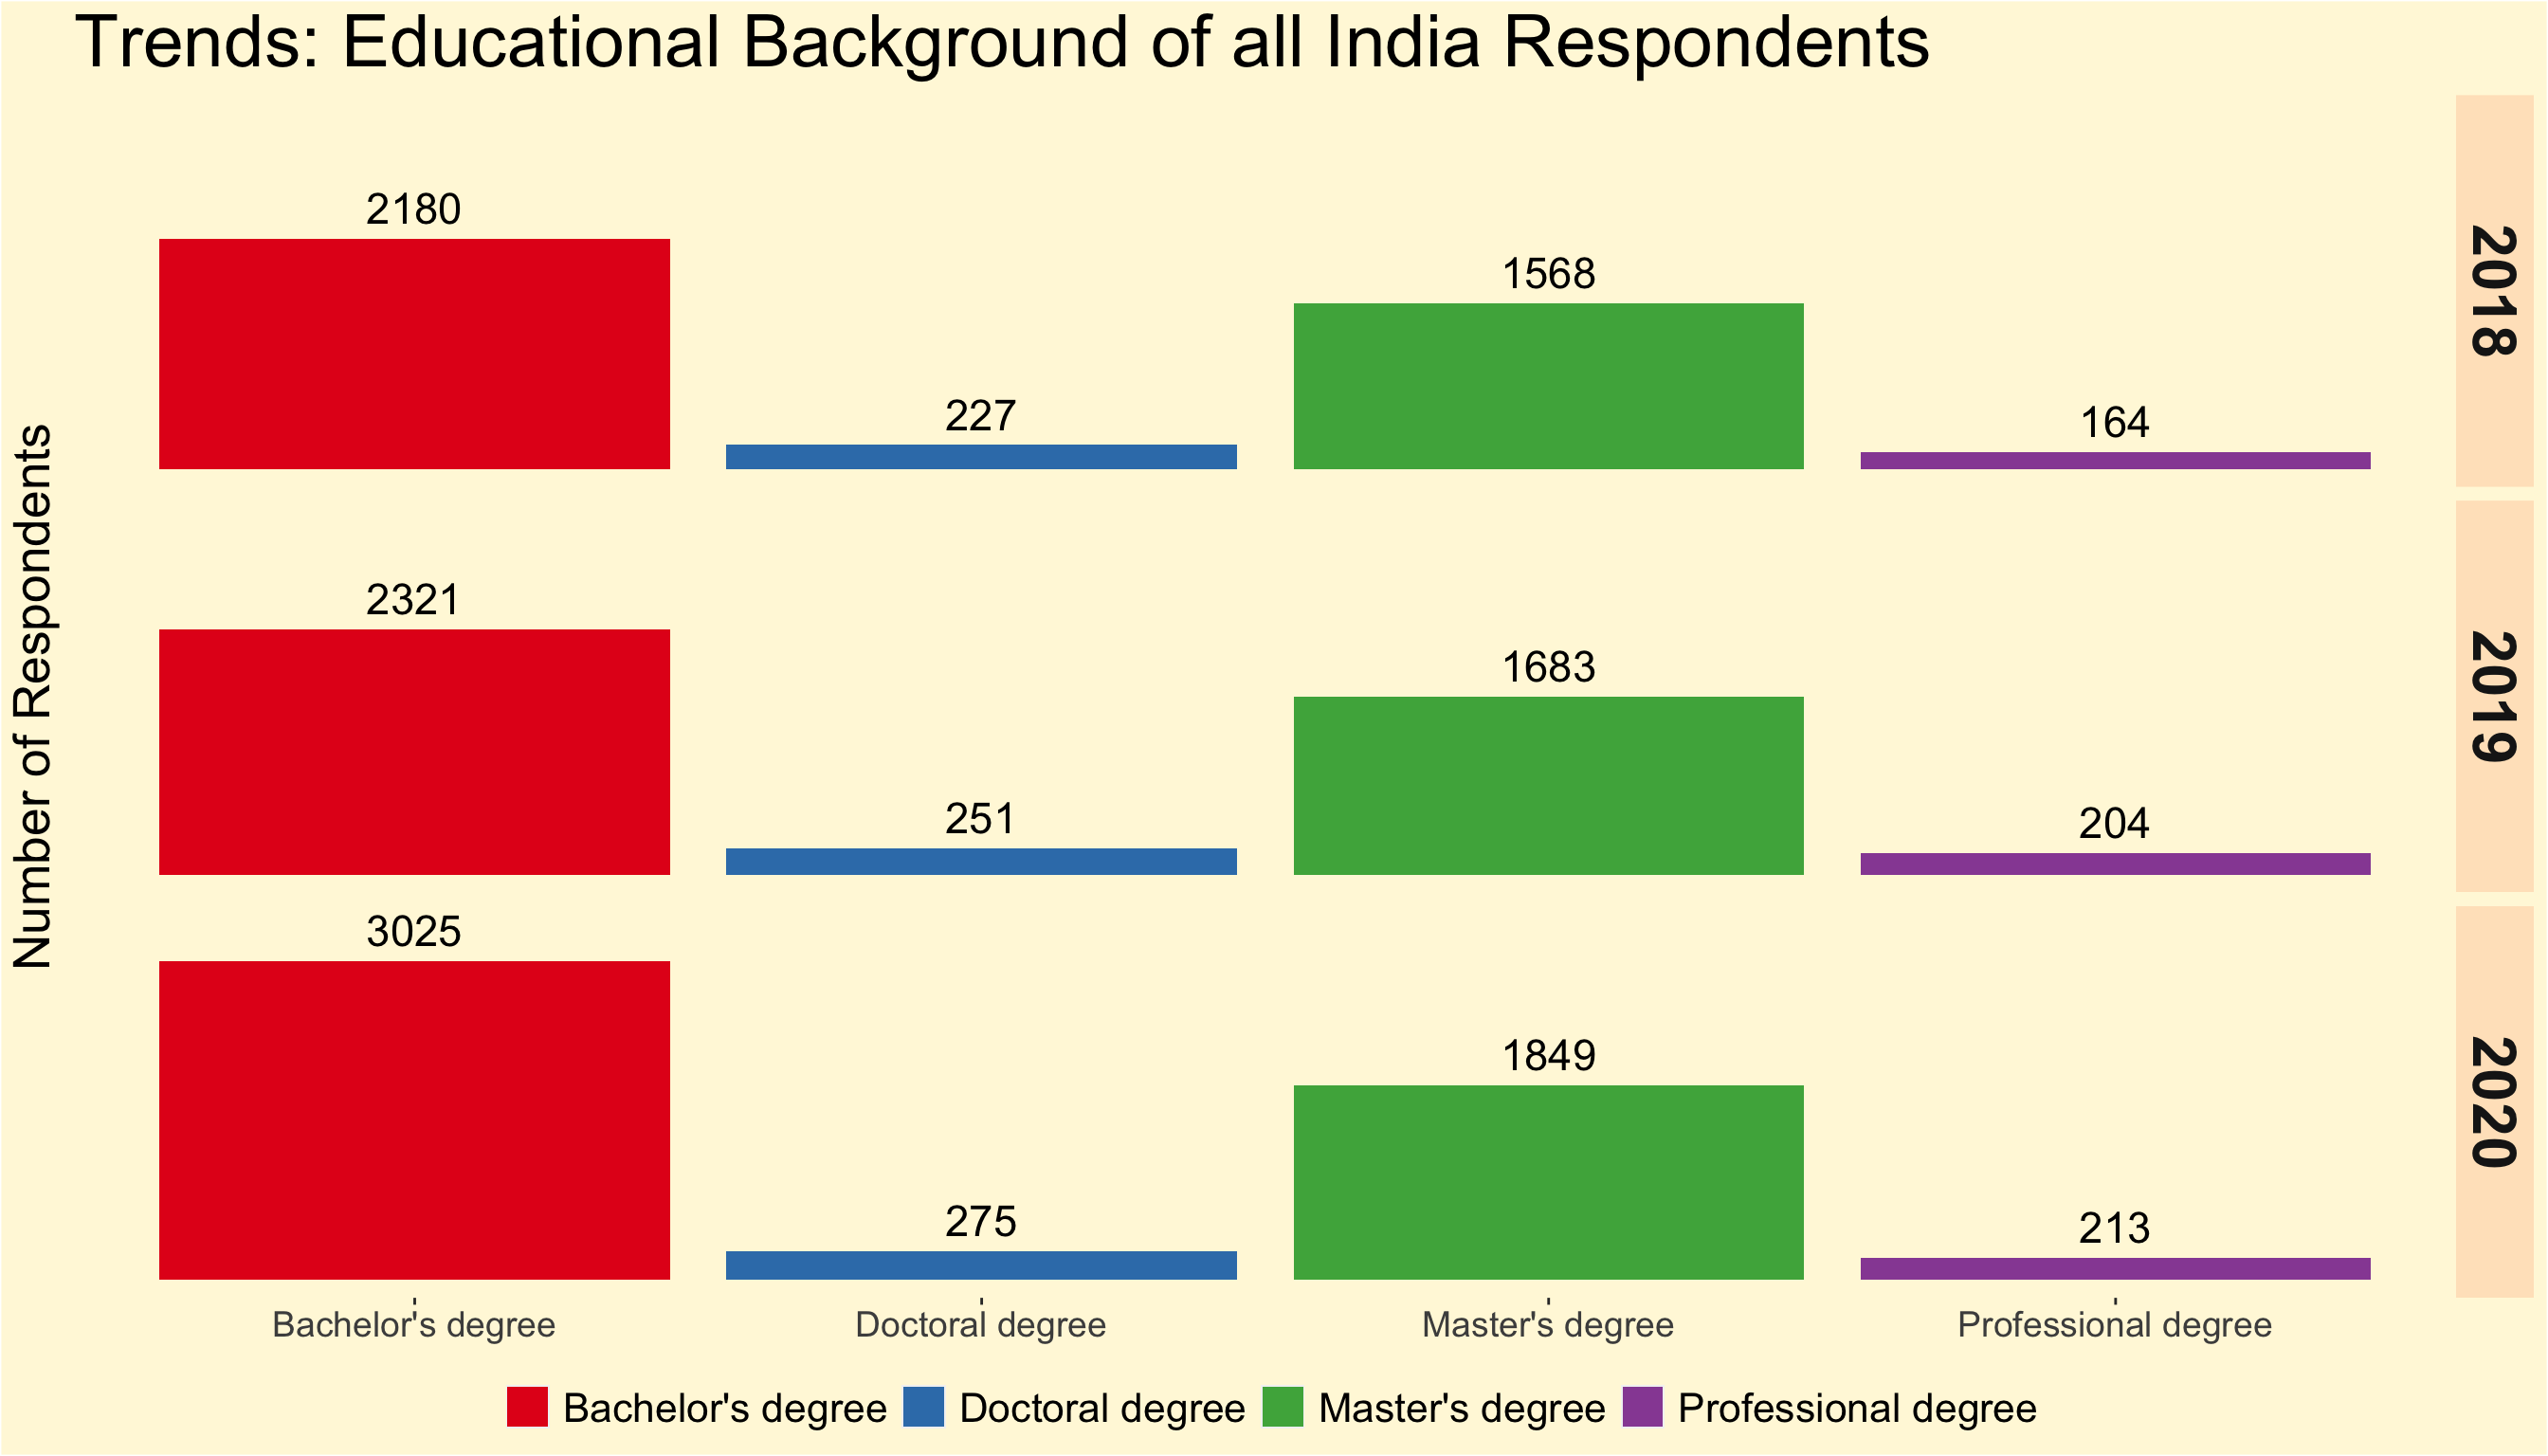 Trends: Educational Background of all India Respondents
Number of Respondents
2180
227
1568
164
2018
2321
251
1683
204
2019
3025
275
1849
213
2020
Bachelor's degree
Doctoral degree
Master's degree
Professional degree
Bachelor's degree Doctoral degree Master's degree Professional degree